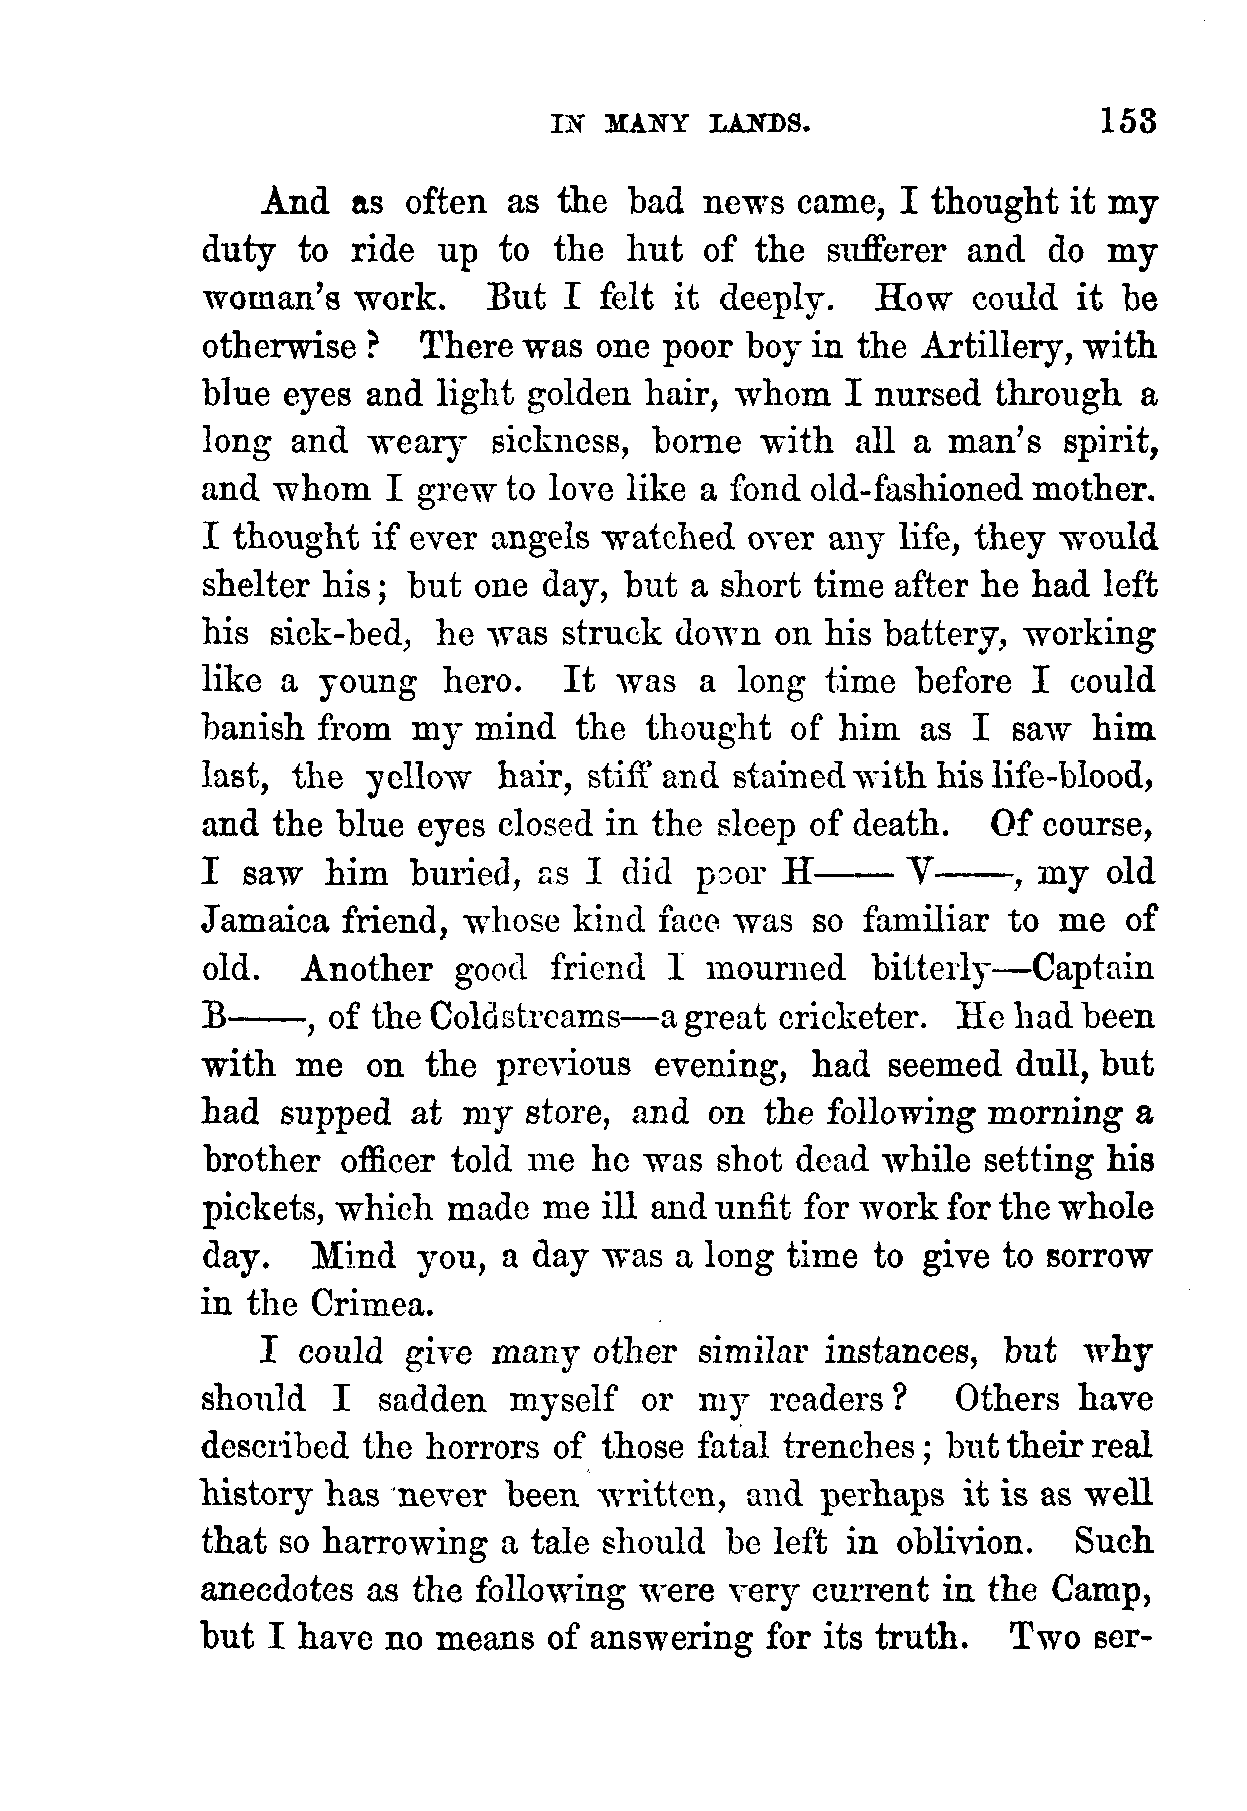 IN MANY LANDS. 153
And as often as the bad news came, I thought it my
duty to ride up to the hut of the sufferer and do my
woman's work. But I felt it deeply. How could it be
otherwise? There was one poor boy in the Artillery, with
blue eyes and light golden hair, whom I nursed through a
long and weary sickness, borne with all a man's spirit,
and whom I grew to love like a fond old-fashioned mother.
I thought if ever angels watched over any life, they would
shelter his; but one day, but a short time after he had left
his sick-bed, he was struck down on his battery, working
like a young hero. It was a long time before I could
banish from my mind the thought of him as I saw him
last, the yellow hair, stiff and stained with his life-blood,
and the blue eyes closed in the sleep of death. Of course,
I saw him buried, as I did poor H—— V——, my old
Jamaica friend, whose kind face was so familiar to me of
old. Another good friend I mourned bitterly—Captain
B——, of the Coldstreams—a great cricketer. He had been
with me on the previous evening, had seemed dull, but
had supped at my store, and on the following morning a
brother officer told me he was shot dead while setting his
pickets, which made me ill and unfit for work for the whole
day. Mind you, a day was a long time to give to sorrow
in the Crimea.
I could give many other similar instances, but why
should I sadden myself or my readers? Others have
described the horrors of those fatal trenches; but their real
history has never been written, and perhaps it is as well
that so harrowing a tale should be left in oblivion. Such
anecdotes as the following were very current in the Camp,
but I have no means of answering for its truth. Two ser-